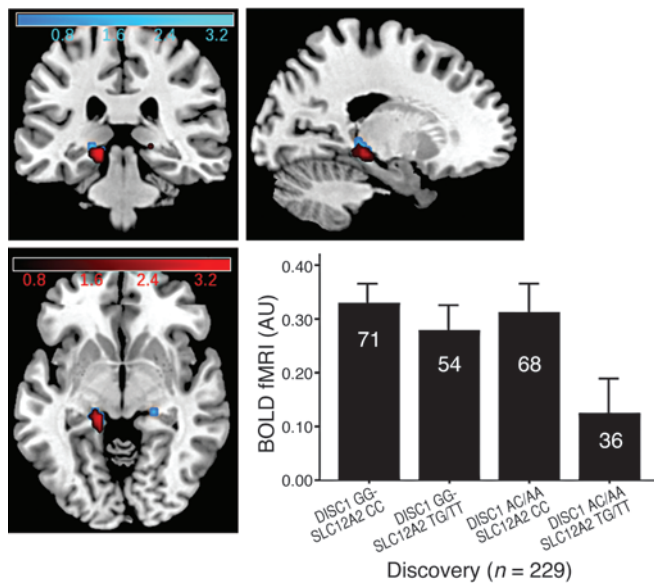 0.8 1.6 2.4 3.2
0.8 1.6 2.4 3.2
BOLD fMRI (AU)
0.40
0.30
0.20
0.10
0.00
71
54
68
36
DISC1 GG-
SLC12A2 CC
DISC1 GG-
SLC12A2 TG/TT
DISC1 AC/AA
SLC12A2 CC
DISC1 AC/AA
SLC12A2 TG/TT
Discovery (n = 229)